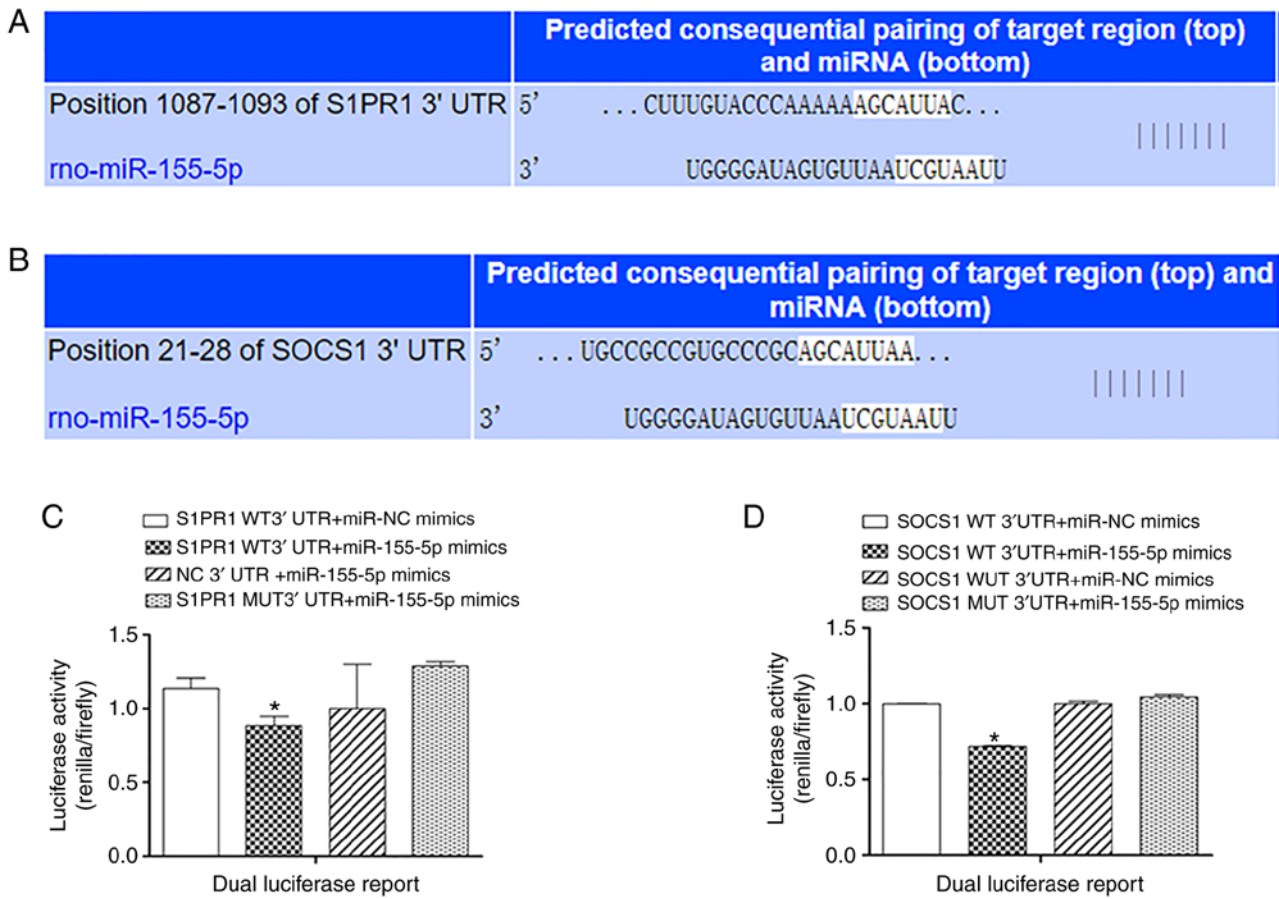 A
Predicted consequential pairing of target region (top)
and miRNA (bottom)
Position 1087-1093 of S1PR1 3' UTR 5' ...CUUUGUACCCAAAAAAGCAUUAC...
|||||||
rno-miR-155-5p 3' UGGGGAUAGUGUUAAUCGUAAUU
B
Predicted consequential pairing of target region (top) and
miRNA (bottom)
Position 21-28 of SOCS1 3' UTR 5' ...UGCCGCCGUGCCCGCAGCAUUAA...
|||||||
rno-miR-155-5p 3' UGGGGAUAGUGUUAAUCGUAAUU
C
S1PR1 WT3′ UTR+miR-NC mimics
S1PR1 WT3′ UTR+miR-155-5p mimics
NC 3′ UTR +miR-155-5p mimics
S1PR1 MUT3′ UTR+miR-155-5p mimics
Luciferase activity
(renilla/firefly)
1.5
1.0
0.5
0.0
*
Dual luciferase report
D
SOCS1 WT 3′UTR+miR-NC mimics
SOCS1 WT 3′UTR+miR-155-5p mimics
SOCS1 WUT 3′UTR+miR-NC mimics
SOCS1 MUT 3′UTR+miR-155-5p mimics
Luciferase activity
(renilla/firefly)
1.5
1.0
0.5
0.0
*
Dual luciferase report